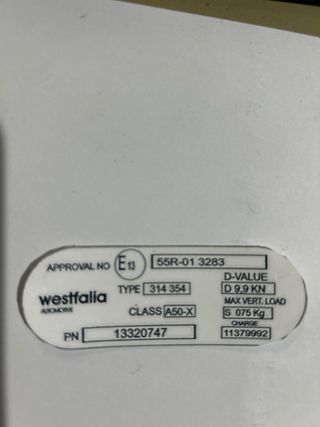 APPROVAL NO E13 55R-01 3283
D-VALUE
westfalia TYPE 314 354 D 9,9 KN
AUTOMOTIVE MAX VERT. LOAD
CLASS A50-X S 075 Kg
CHARGE
PN 13320747 11379992